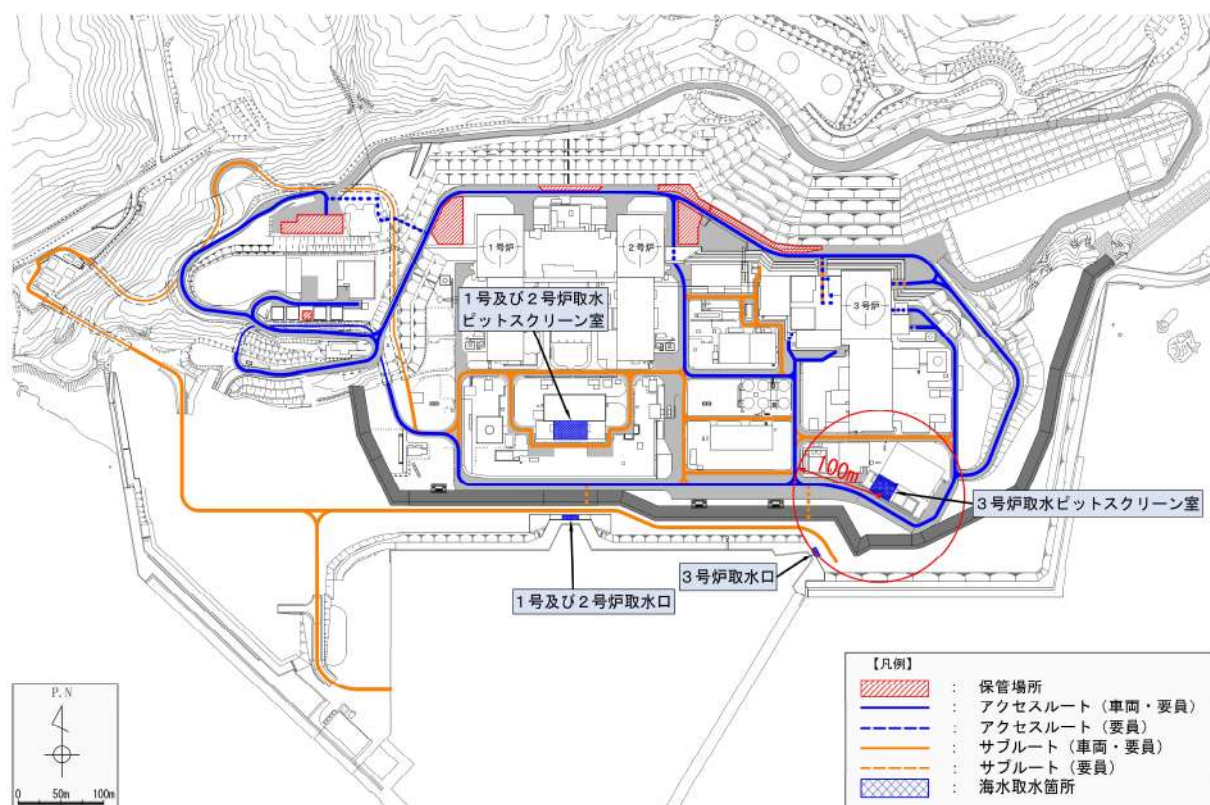 1号炉
2号炉
1号及び2号炉取水
ピットスクリーン室
3号炉
100m
3号炉取水ピットスクリーン室
3号炉取水口
1号及び2号炉取水口
【凡例】
: 保管場所
: アクセスルート(車両・要員)
: アクセスルート(要員)
: サブルート(車両・要員)
: サブルート(要員)
: 海水取水箇所
P.N
0 50m 100m